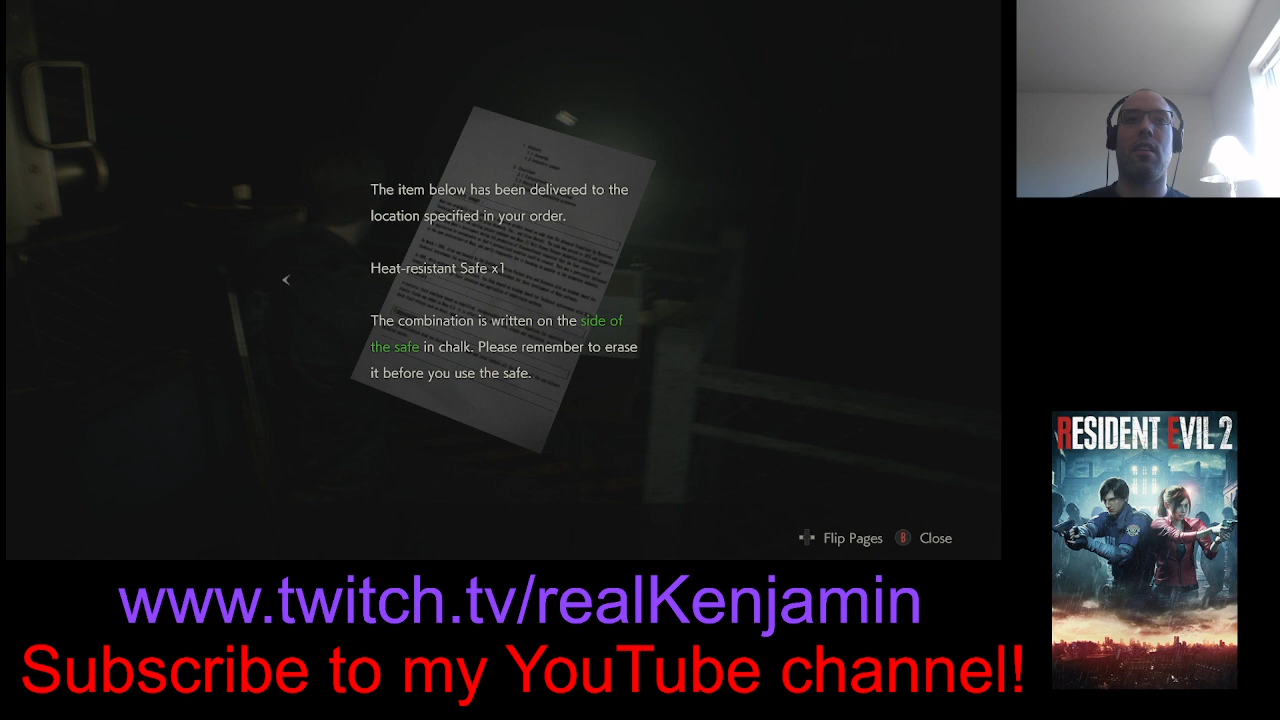 The item below has been delivered to the
location specified in your order.
Heat-resistant Safe x1
The combination is written on the side of
the safe in chalk. Please remember to erase
it before you use the safe.
Flip Pages B Close
www.twitch.tv/realKenjamin
Subscribe to my YouTube channel!
RESIDENT EVIL 2